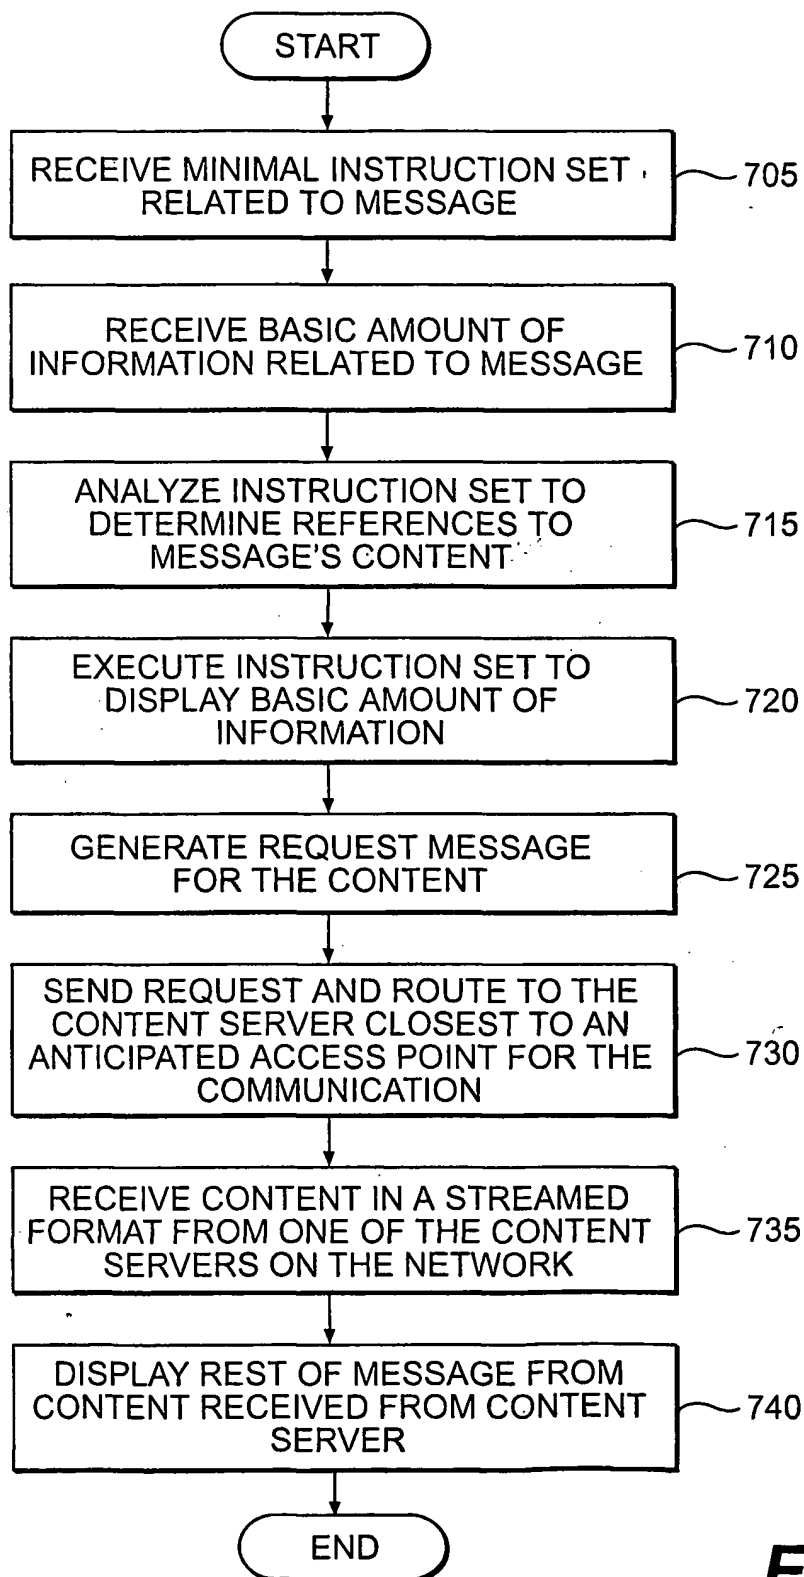 START
RECEIVE MINIMAL INSTRUCTION SET
RELATED TO MESSAGE
705
RECEIVE BASIC AMOUNT OF
INFORMATION RELATED TO MESSAGE
710
ANALYZE INSTRUCTION SET TO
DETERMINE REFERENCES TO
MESSAGE'S CONTENT
715
EXECUTE INSTRUCTION SET TO
DISPLAY BASIC AMOUNT OF
INFORMATION
720
GENERATE REQUEST MESSAGE
FOR THE CONTENT
725
SEND REQUEST AND ROUTE TO THE
CONTENT SERVER CLOSEST TO AN
ANTICIPATED ACCESS POINT FOR THE
COMMUNICATION
730
RECEIVE CONTENT IN A STREAMED
FORMAT FROM ONE OF THE CONTENT
SERVERS ON THE NETWORK
735
DISPLAY REST OF MESSAGE FROM
CONTENT RECEIVED FROM CONTENT
SERVER
740
END